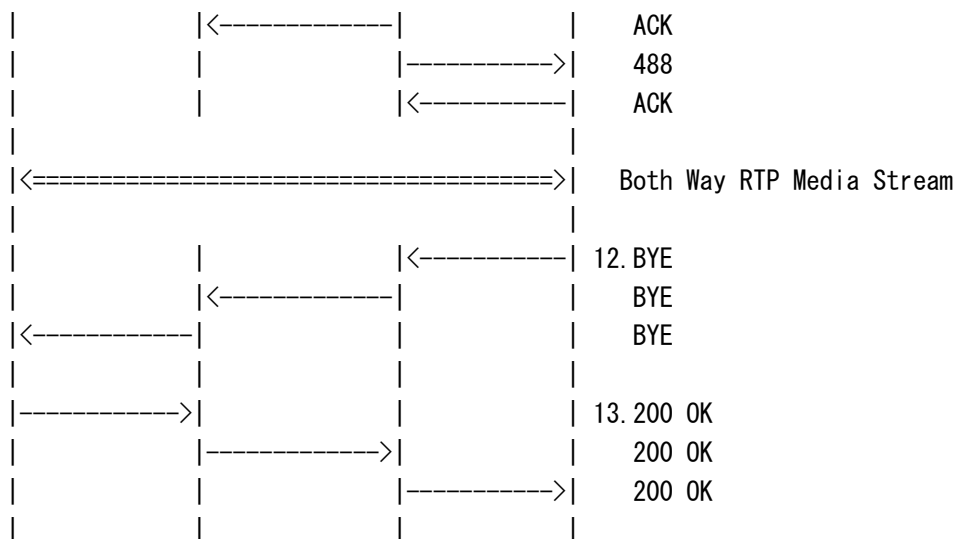 ACK
488
ACK
Both Way RTP Media Stream
12.BYE
BYE
BYE
13.200 OK
200 OK
200 OK